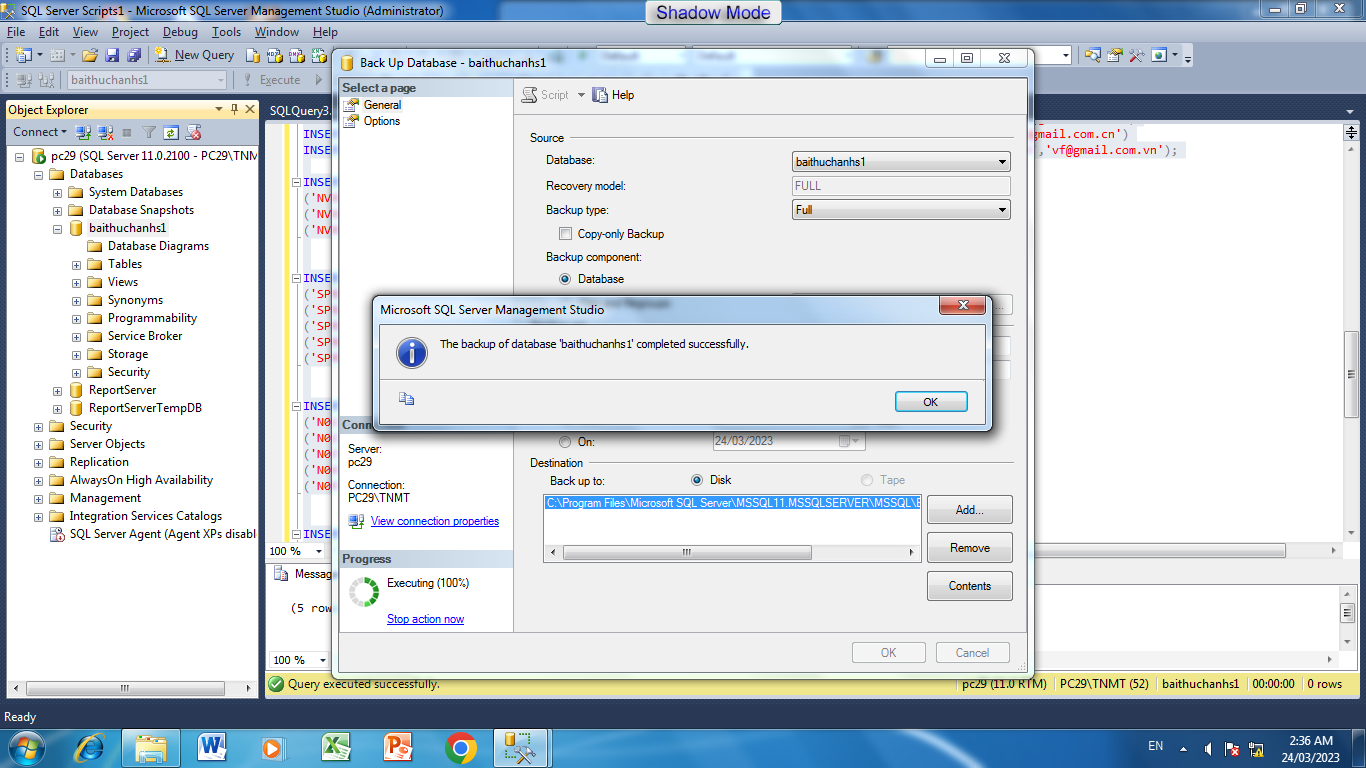 SQL Server Scripts1 - Microsoft SQL Server Management Studio (Administrator)
Shadow Mode
File Edit View Project Debug Tools Window Help
New Query
baithuchanhs1
Execute
Object Explorer
Connect
pc29 (SQL Server 11.0.2100 - PC29\TNM
Databases
System Databases
Database Snapshots
baithuchanhs1
Database Diagrams
Tables
Views
Synonyms
Programmability
Service Broker
Storage
Security
ReportServer
ReportServerTempDB
Security
Server Objects
Replication
AlwaysOn High Availability
Management
Integration Services Catalogs
SQL Server Agent (Agent XPs disabl
SQLQuery3.
INSE
INSE
gmail.com.cn')
,'vf@gmail.com.vn');
INSE
('NV
('NV
('NV
INSE
('SP
('SP
('SP
('SP
('SP
INSE
('N0
('N0
('N0
('N0
('N0
INSE
100 %
Messag
(5 row
100 %
Query executed successfully.
pc29 (11.0 RTM) PC29\TNMT (52) baithuchanhs1 00:00:00 0 rows
Back Up Database - baithuchanhs1
Select a page
General
Options
Script Help
Source
Database: baithuchanhs1
Recovery model: FULL
Backup type: Full
Copy-only Backup
Backup component:
Database
Microsoft SQL Server Management Studio
The backup of database 'baithuchanhs1' completed successfully.
OK
On: 24/03/2023
Destination
Back up to: Disk Tape
C:\Program Files\Microsoft SQL Server\MSSQL11.MSSQLSERVER\MSSQL\
Add...
Remove
Contents
Server:
pc29
Connection:
PC29\TNMT
View connection properties
Progress
Executing (100%)
Stop action now
OK Cancel
Ready
EN
2:36 AM
24/03/2023